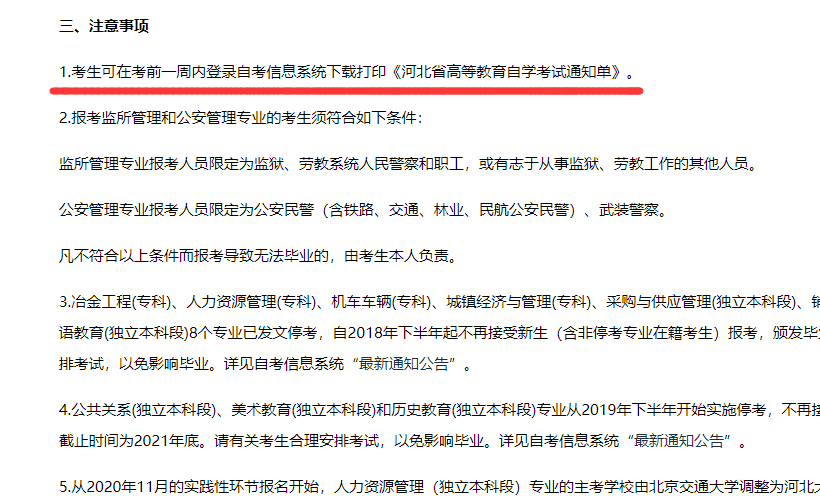 三、注意事项
1.考生可在考前一周内登录自考信息系统下载打印《河北省高等教育自学考试通知单》。
2.报考监所管理和公安管理专业的考生须符合如下条件：
监所管理专业报考人员限定为监狱、劳教系统人民警察和职工，或有志于从事监狱、劳教工作的其他人员。
公安管理专业报考人员限定为公安民警（含铁路、交通、林业、民航公安民警）、武装警察。
凡不符合以上条件而报考导致无法毕业的，由考生本人负责。
3.冶金工程(专科)、人力资源管理(专科)、机车车辆(专科)、城镇经济与管理(专科)、采购与供应管理(独立本科段)、
语教育(独立本科段)8个专业已发文停考，自2018年下半年起不再接受新生（含非停考专业在籍考生）报考，颁发毕
排考试，以免影响毕业。详见自考信息系统“最新通知公告”。
4.公共关系(独立本科段)、美术教育(独立本科段)和历史教育(独立本科段)专业从2019年下半年开始实施停考，不再
截止时间为2021年底。请有关考生合理安排考试，以免影响毕业。详见自考信息系统“最新通知公告”。
5.从2020年11月的实践性环节报名开始，人力资源管理（独立本科段）专业的主考学校由北京交通大学调整为河北